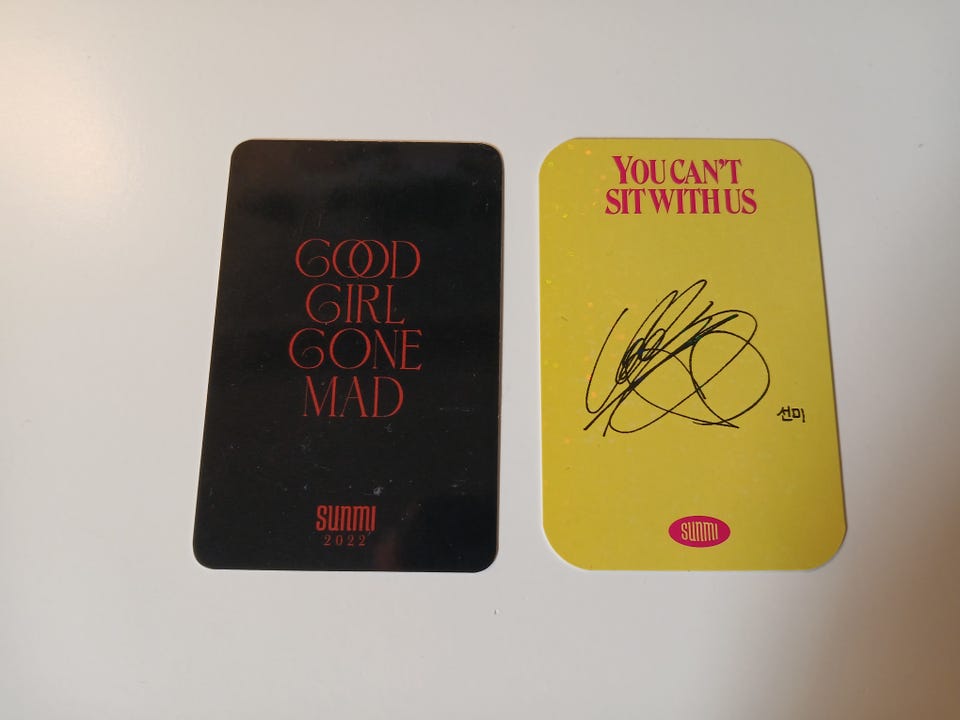 GOOD
GIRL
GONE
MAD
sunmi
2022
YOU CAN'T
SIT WITH US
선미
sunmi